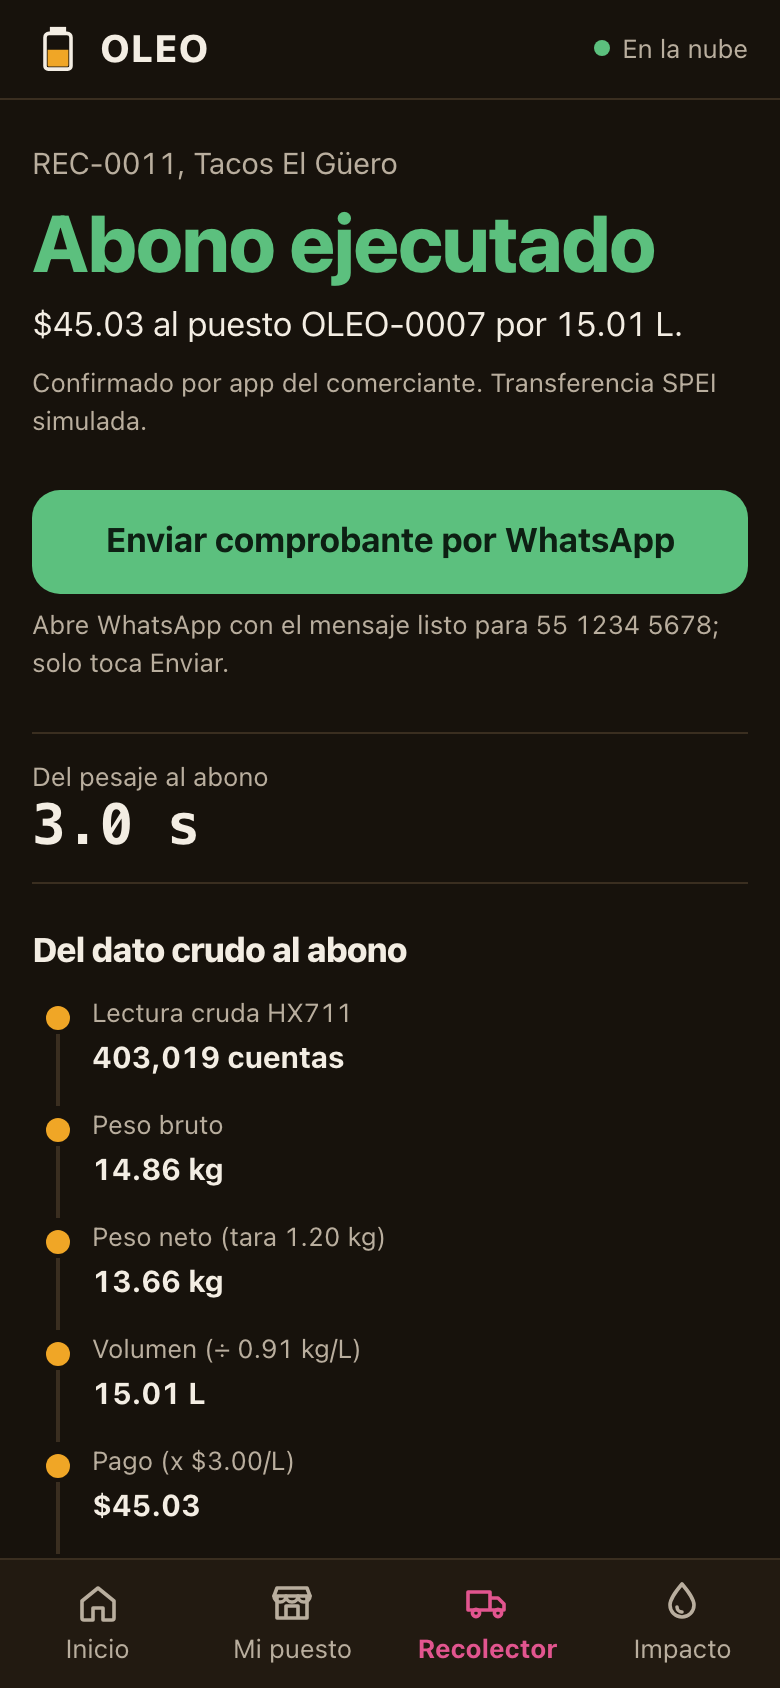 OLEO
En la nube
REC-0011, Tacos El Güero
Abono ejecutado
$45.03 al puesto OLEO-0007 por 15.01 L.
Confirmado por app del comerciante. Transferencia SPEI
simulada.
Enviar comprobante por WhatsApp
Abre WhatsApp con el mensaje listo para 55 1234 5678;
solo toca Enviar.
Del pesaje al abono
3.0 s
Del dato crudo al abono
Lectura cruda HX711
403,019 cuentas
Peso bruto
14.86 kg
Peso neto (tara 1.20 kg)
13.66 kg
Volumen (÷ 0.91 kg/L)
15.01 L
Pago (x $3.00/L)
$45.03
Inicio
Mi puesto
Recolector
Impacto